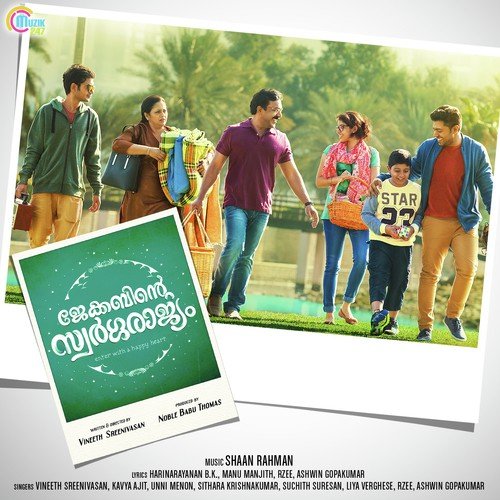 Muzik
247
STAR
23
ജേക്കബിന്റെ
സ്വർഗ്ഗരാജ്യം
enter with a happy heart
WRITTEN & DIRECTED BY
VINEETH SREENIVASAN
PRODUCED BY
NOBLE BABU THOMAS
MUSIC SHAAN RAHMAN
LYRICS HARINARAYANAN B.K., MANU MANJITH, RZEE, ASHWIN GOPAKUMAR
SINGERS VINEETH SREENIVASAN, KAVYA AJIT, UNNI MENON, SITHARA KRISHNAKUMAR, SUCHITH SURESAN, LIYA VERGHESE, RZEE, ASHWIN GOPAKUMAR